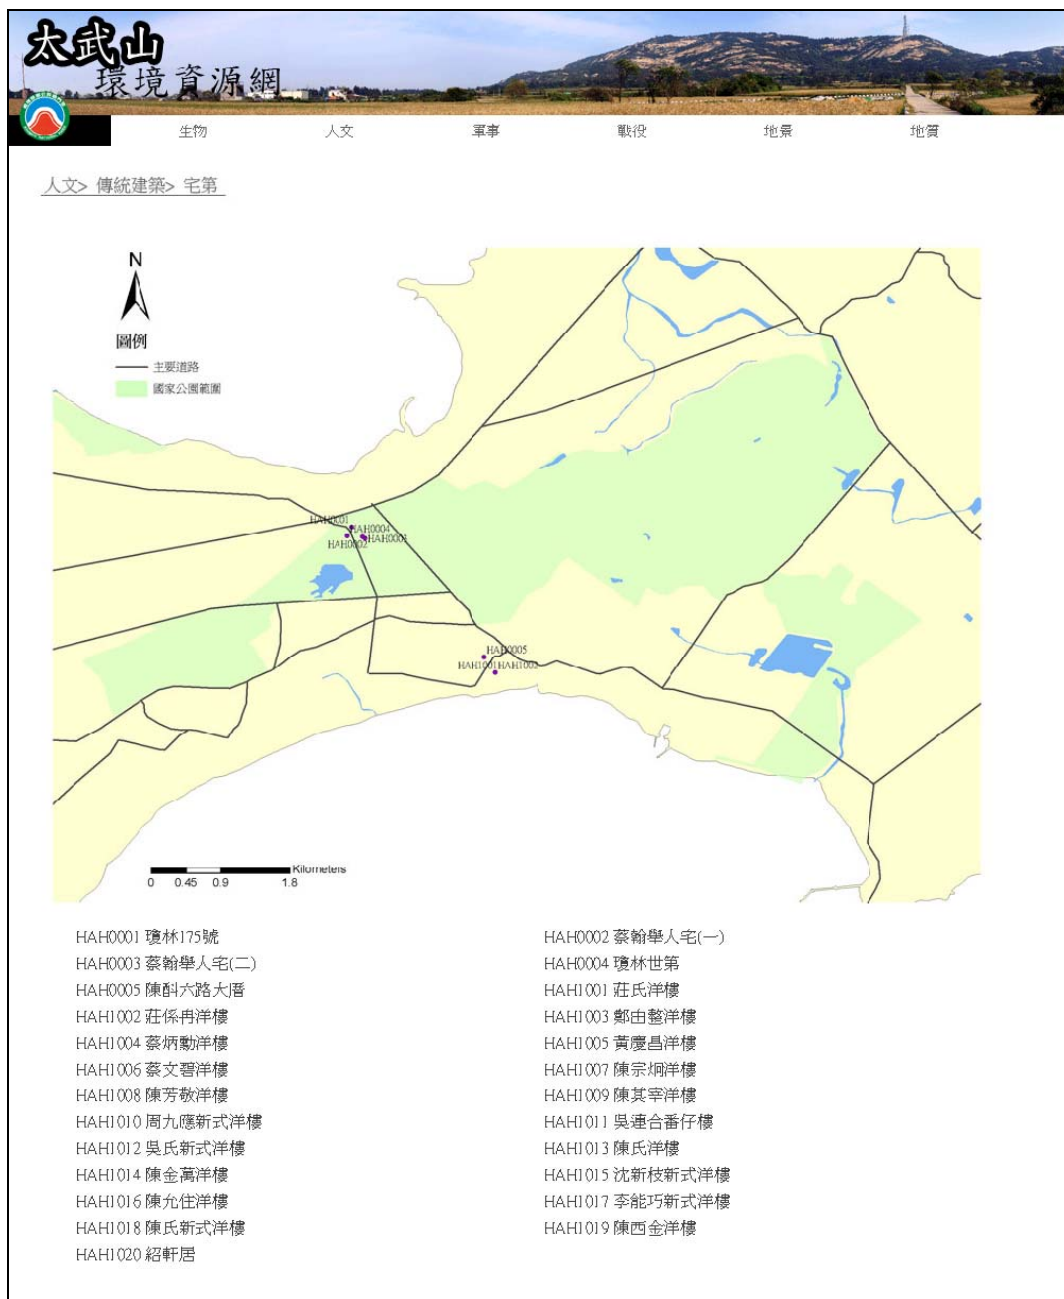 太武山
環境資源網
生物 人文 軍事 戰役 地景 地質
人文> 傳統建築> 宅第
N
圖例
主要道路
國家公園範圍
HAH0004
HAH0002 HAH0001
HAH0005
HAH1001 HAH1003
Kilometers
0 0.45 0.9 1.8
HAH0001 瓊林175號 HAH0002 蔡翰舉人宅(一)
HAH0003 蔡翰舉人宅(二) HAH0004 瓊林世第
HAH0005 陳酙六路大厝 HAH1001 莊氏洋樓
HAH1002 莊係冉洋樓 HAH1003 鄭由整洋樓
HAH1004 蔡炳勳洋樓 HAH1005 黃慶昌洋樓
HAH1006 蔡文碧洋樓 HAH1007 陳宗炯洋樓
HAH1008 陳芳敬洋樓 HAH1009 陳其宰洋樓
HAH1010 周九應新式洋樓 HAH1011 吳連合番仔樓
HAH1012 吳氏新式洋樓 HAH1013 陳氏洋樓
HAH1014 陳金萬洋樓 HAH1015 沈新枝新式洋樓
HAH1016 陳允住洋樓 HAH1017 李能巧新式洋樓
HAH1018 陳氏新式洋樓 HAH1019 陳西金洋樓
HAH1020 紹軒居